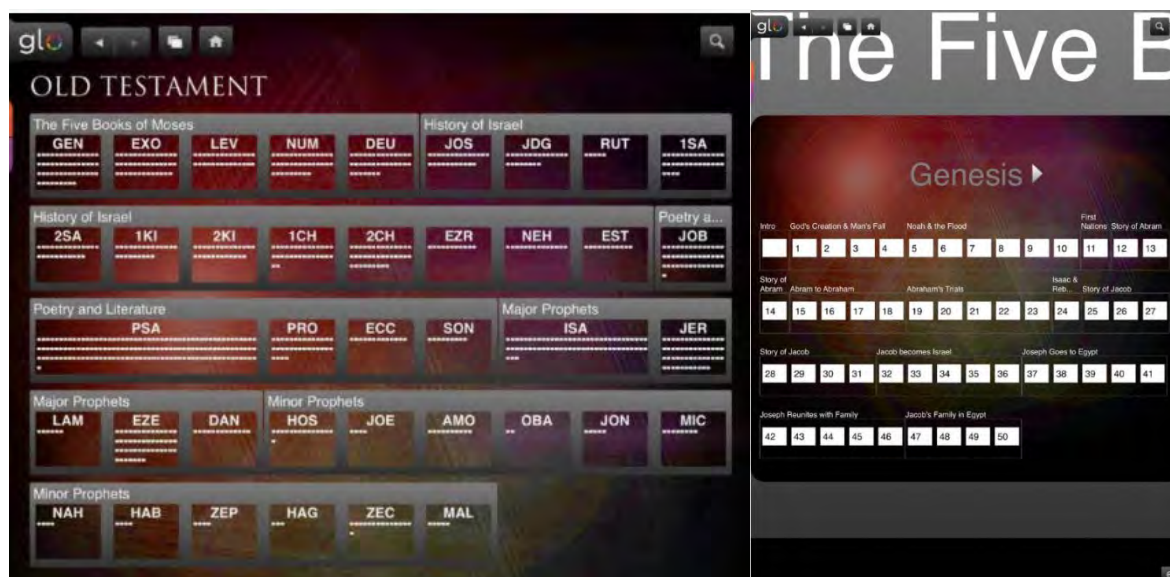 glo
OLD TESTAMENT
The Five Books of Moses History of Israel
GEN EXO LEV NUM DEU JOS JDG RUT 1SA
History of Israel Poetry a...
2SA 1KI 2KI 1CH 2CH EZR NEH EST JOB
Poetry and Literature Major Prophets
PSA PRO ECC SON ISA JER
Major Prophets Minor Prophets
LAM EZE DAN HOS JOE AMO OBA JON MIC
Minor Prophets
NAH HAB ZEP HAG ZEC MAL
glo
The Five B
Genesis
Intro God's Creation & Man's Fall Noah & the Flood First Nations Story of Abram
1 2 3 4 5 6 7 8 9 10 11 12 13
Story of Abram Abram to Abraham Abraham's Trials Isaac & Reb... Story of Jacob
14 15 16 17 18 19 20 21 22 23 24 25 26 27
Story of Jacob Jacob becomes Israel Joseph Goes to Egypt
28 29 30 31 32 33 34 35 36 37 38 39 40 41
Joseph Reunites with Family Jacob's Family in Egypt
42 43 44 45 46 47 48 49 50